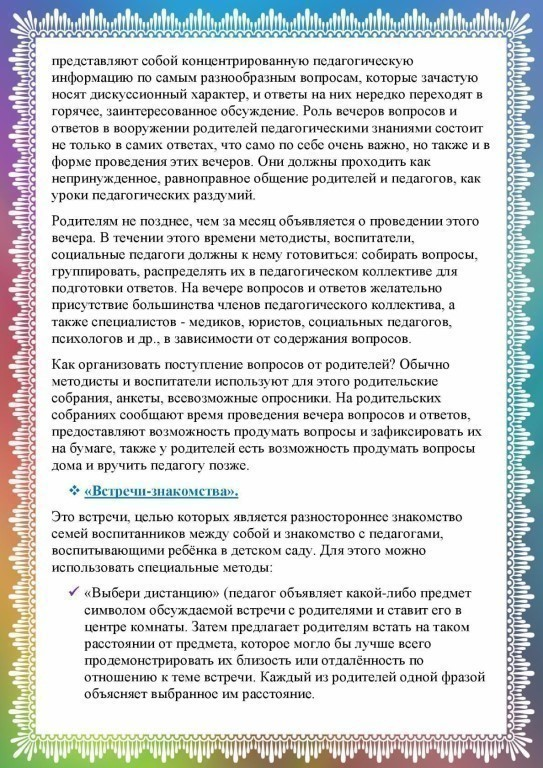 представляют собой концентрированную педагогическую
информацию по самым разнообразным вопросам, которые зачастую
носят дискуссионный характер, и ответы на них нередко переходят в
горячее, заинтересованное обсуждение. Роль вечеров вопросов и
ответов в вооружении родителей педагогическими знаниями состоит
не только в самих ответах, что само по себе очень важно, но также и в
форме проведения этих вечеров. Они должны проходить как
непринужденное, равноправное общение родителей и педагогов, как
уроки педагогических раздумий.
Родителям не позднее, чем за месяц объявляется о проведении этого
вечера. В течении этого времени методисты, воспитатели,
социальные педагоги должны к нему готовиться: собирать вопросы,
группировать, распределять их в педагогическом коллективе для
подготовки ответов. На вечере вопросов и ответов желательно
присутствие большинства членов педагогического коллектива, а
также специалистов - медиков, юристов, социальных педагогов,
психологов и др., в зависимости от содержания вопросов.
Как организовать поступление вопросов от родителей? Обычно
методисты и воспитатели используют для этого родительские
собрания, анкеты, всевозможные опросники. На родительских
собраниях сообщают время проведения вечера вопросов и ответов,
предоставляют возможность продумать вопросы и зафиксировать их
на бумаге, также у родителей есть возможность продумать вопросы
дома и вручить педагогу позже.
❖ «Встречи-знакомства».
Это встречи, целью которых является разностороннее знакомство
семей воспитанников между собой и знакомство с педагогами,
воспитывающими ребёнка в детском саду. Для этого можно
использовать специальные методы:
✓ «Выбери дистанцию» (педагог объявляет какой-либо предмет
символом обсуждаемой встречи с родителями и ставит его в
центре комнаты. Затем предлагает родителям встать на таком
расстоянии от предмета, которое могло бы лучше всего
продемонстрировать их близость или отдалённость по
отношению к теме встречи. Каждый из родителей одной фразой
объясняет выбранное им расстояние.